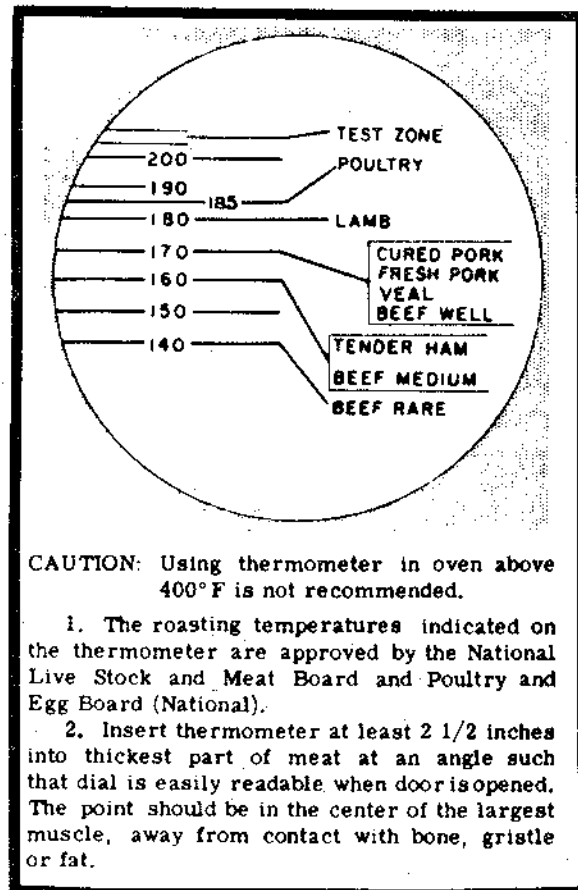 TEST ZONE
200
POULTRY
190
185
180
LAMB
170
CURED PORK
FRESH PORK
160
VEAL
BEEF WELL
150
TENDER HAM
140
BEEF MEDIUM
BEEF RARE
CAUTION: Using thermometer in oven above
400°F is not recommended.
1. The roasting temperatures indicated on
the thermometer are approved by the National
Live Stock and Meat Board and Poultry and
Egg Board (National).
2. Insert thermometer at least 2 1/2 inches
into thickest part of meat at an angle such
that dial is easily readable when door is opened.
The point should be in the center of the largest
muscle, away from contact with bone, gristle
or fat.